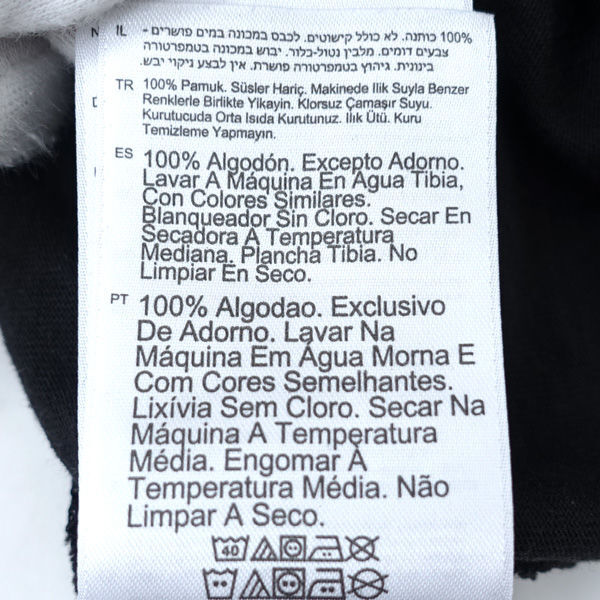 IL - 100% כותנה. לא כולל קישוטים. לכבס במכונה במים פושרים
צבעים דומים. מלבין נטול-כלור. יבוש במכונה בטמפרטורה
בינונית. גיהוץ בטמפרטורה פושרת. אין לבצע ניקוי יבש.
TR 100% Pamuk. Süsler Hariç. Makinede Ilik Suyla Benzer
Renklerle Birlikte Yikayin. Klorsuz Çamaşır Suyu.
Kurutucuda Orta Isıda Kurutunuz. Ilık Ütü. Kuru
Temizleme Yapmayın.
ES 100% Algodón. Excepto Adorno.
Lavar A Máquina En Agua Tibia,
Con Colores Similares.
Blanqueador Sin Cloro. Secar En
Secadora A Temperatura
Mediana. Plancha Tibia. No
Limpiar En Seco.
PT 100% Algodao. Exclusivo
De Adorno. Lavar Na
Máquina Em Água Morna E
Com Cores Semelhantes.
Lixívia Sem Cloro. Secar Na
Máquina A Temperatura
Média. Engomar À
Temperatura Média. Não
Limpar A Seco.
40